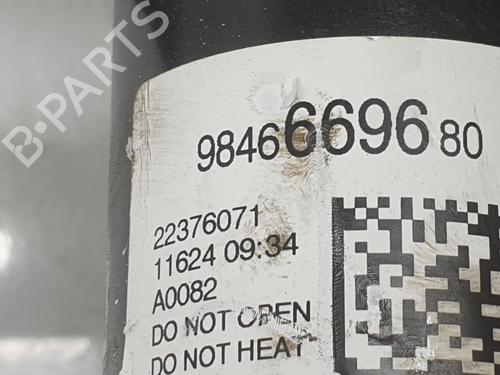 B-PARTS
9846669680
22376071
11624 09:34
A0082
DO NOT OPEN
DO NOT HEAT